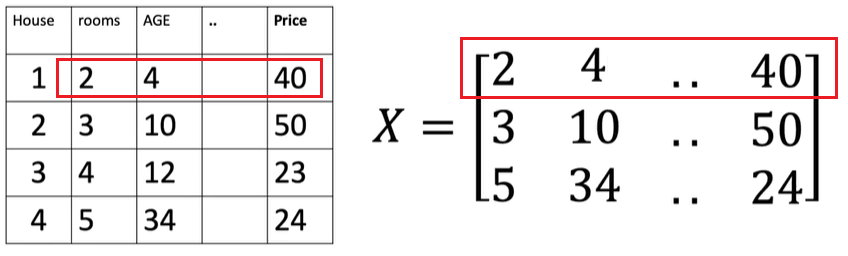 House rooms AGE .. Price
1 2 4 40
2 3 10 50
3 4 12 23
4 5 34 24
X =
2 4 .. 40
3 10 .. 50
5 34 .. 24